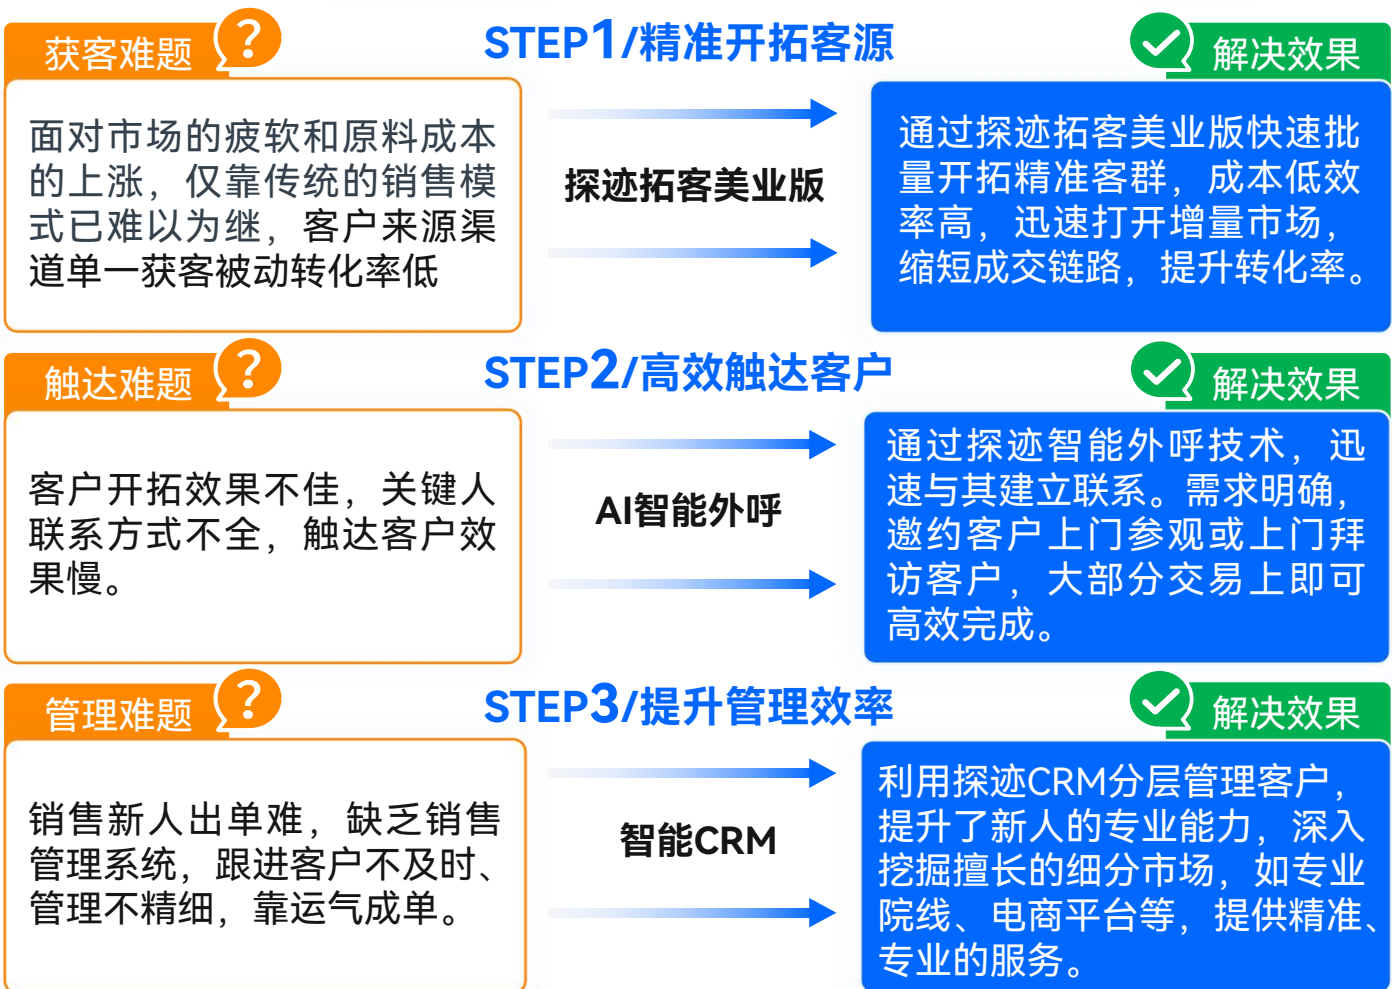 获客难题
?
STEP1/精准开拓客源
解决效果
面对市场的疲软和原料成本
的上涨，仅靠传统的销售模
式已难以为继，客户来源渠
道单一获客被动转化率低
探迹拓客美业版
通过探迹拓客美业版快速批
量开拓精准客群，成本低效
率高，迅速打开增量市场，
缩短成交链路，提升转化率。
触达难题
?
STEP2/高效触达客户
解决效果
客户开拓效果不佳，关键人
联系方式不全，触达客户效
果慢。
AI智能外呼
通过探迹智能外呼技术，迅
速与其建立联系。需求明确，
邀约客户上门参观或上门拜
访客户，大部分交易上即可
高效完成。
管理难题
?
STEP3/提升管理效率
解决效果
销售新人出单难，缺乏销售
管理系统，跟进客户不及时、
管理不精细，靠运气成单。
智能CRM
利用探迹CRM分层管理客户，
提升了新人的专业能力，深入
挖掘擅长的细分市场，如专业
院线、电商平台等，提供精准、
专业的服务。